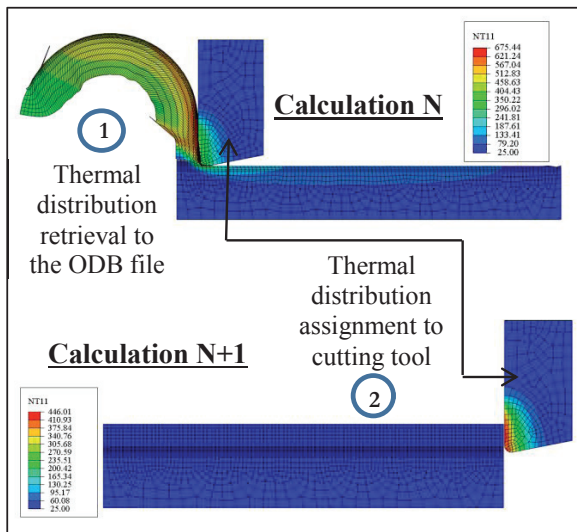 NT11
675.44
621.24
567.04
512.83
458.63
404.43
350.22
296.02
241.81
187.61
133.41
79.20
25.00
Calculation N
1
Thermal
distribution
retrieval to
the ODB file
Thermal
distribution
assignment to
cutting tool
2
Calculation N+1
NT11
446.01
410.93
375.84
340.76
305.68
270.59
235.51
200.42
165.34
130.25
95.17
60.08
25.00